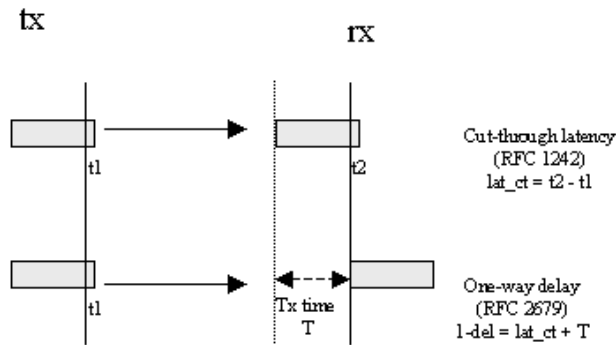 tx
rx
Cut-through latency
(RFC 1242)
lat_ct = t2 - t1
t1
t2
One-way delay
(RFC 2679)
1-del = lat_ct + T
t1
Tx time
T